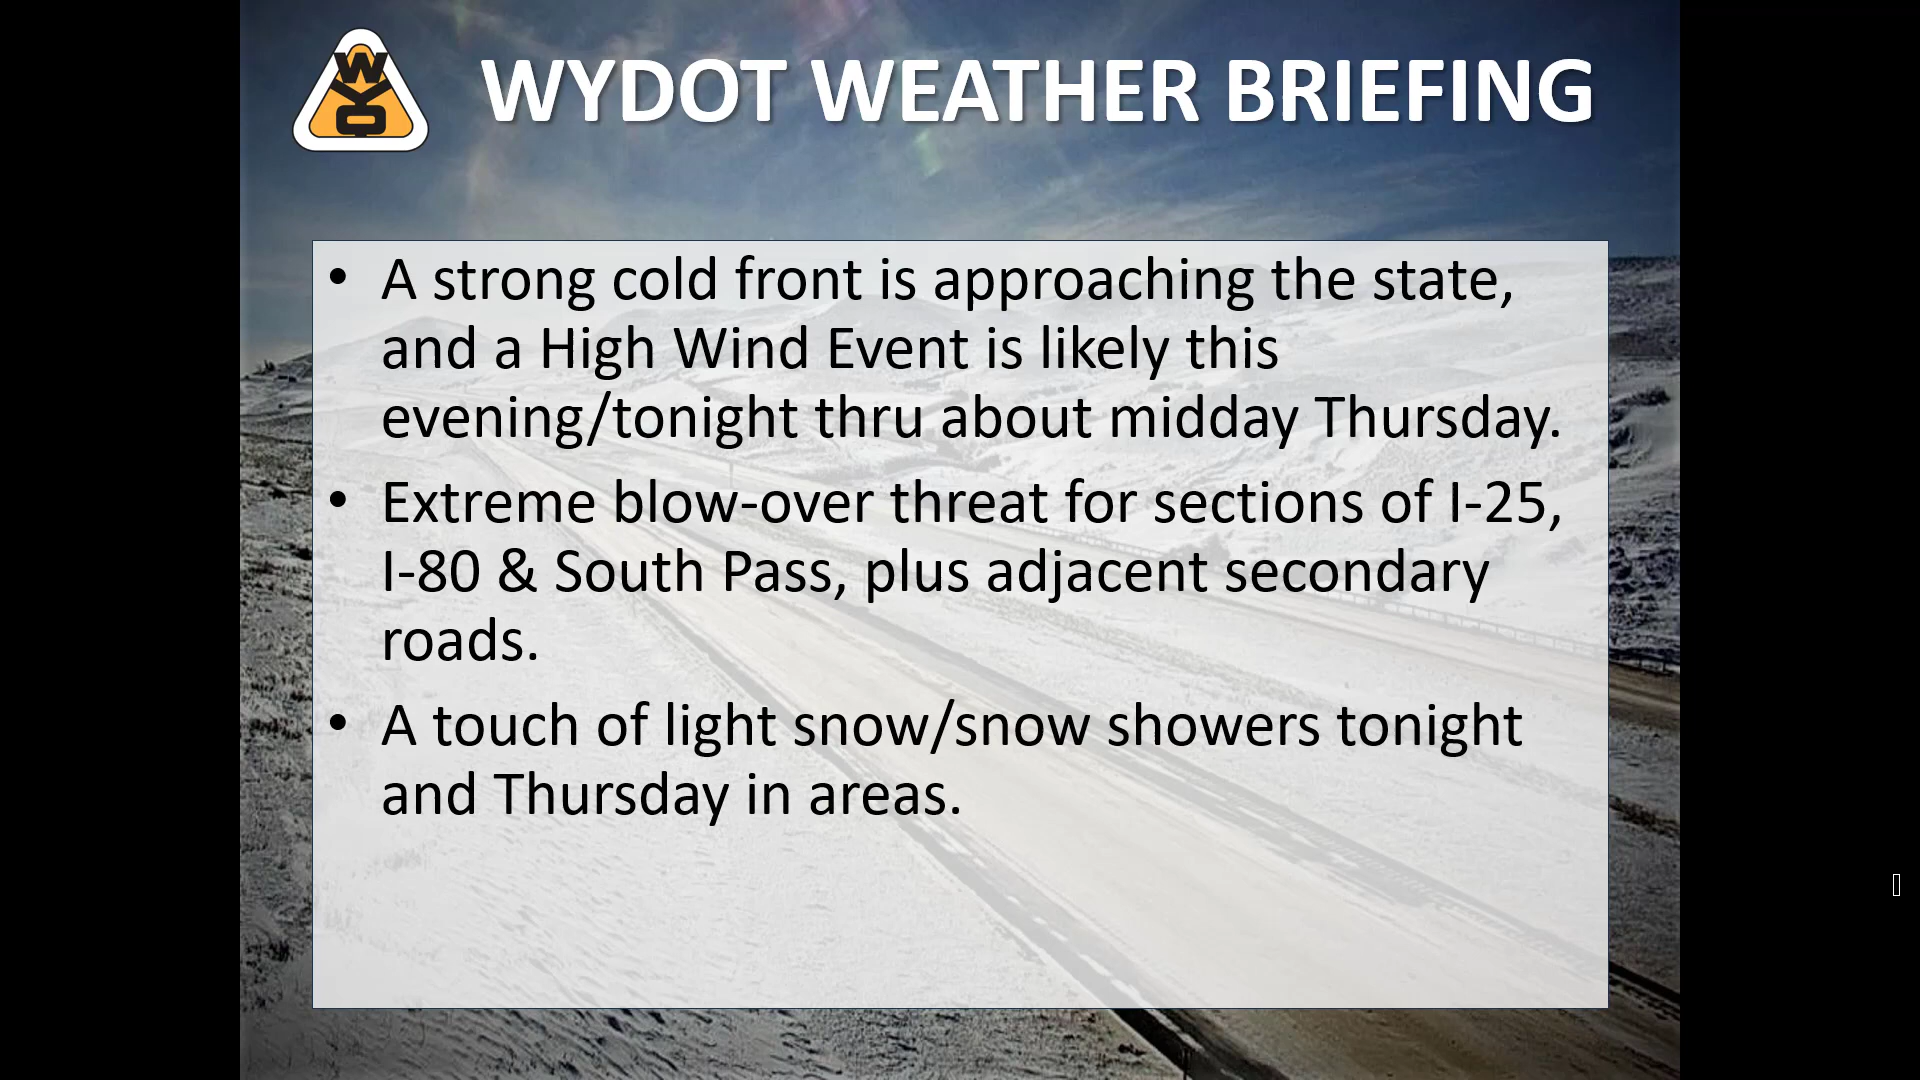 WYO
WYDOT WEATHER BRIEFING
• A strong cold front is approaching the state,
and a High Wind Event is likely this
evening/tonight thru about midday Thursday.
• Extreme blow-over threat for sections of I-25,
I-80 & South Pass, plus adjacent secondary
roads.
• A touch of light snow/snow showers tonight
and Thursday in areas.